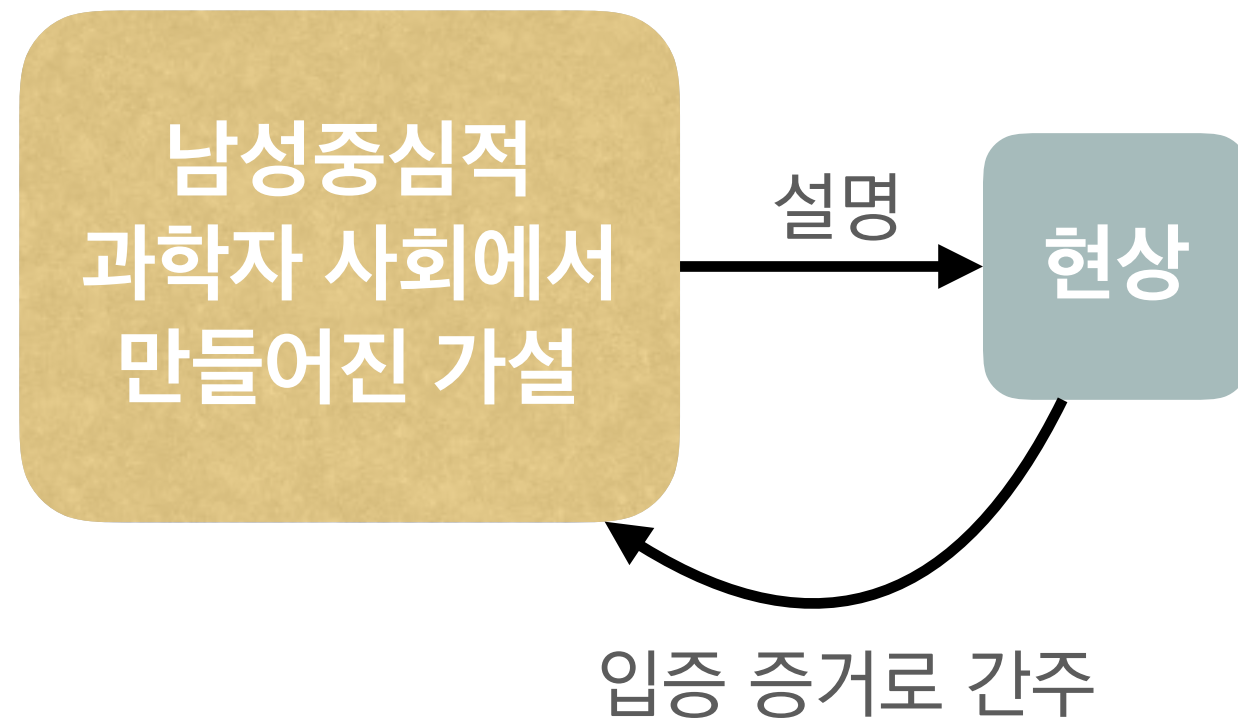 남성중심적
과학자 사회에서
만들어진 가설
설명
현상
입증 증거로 간주